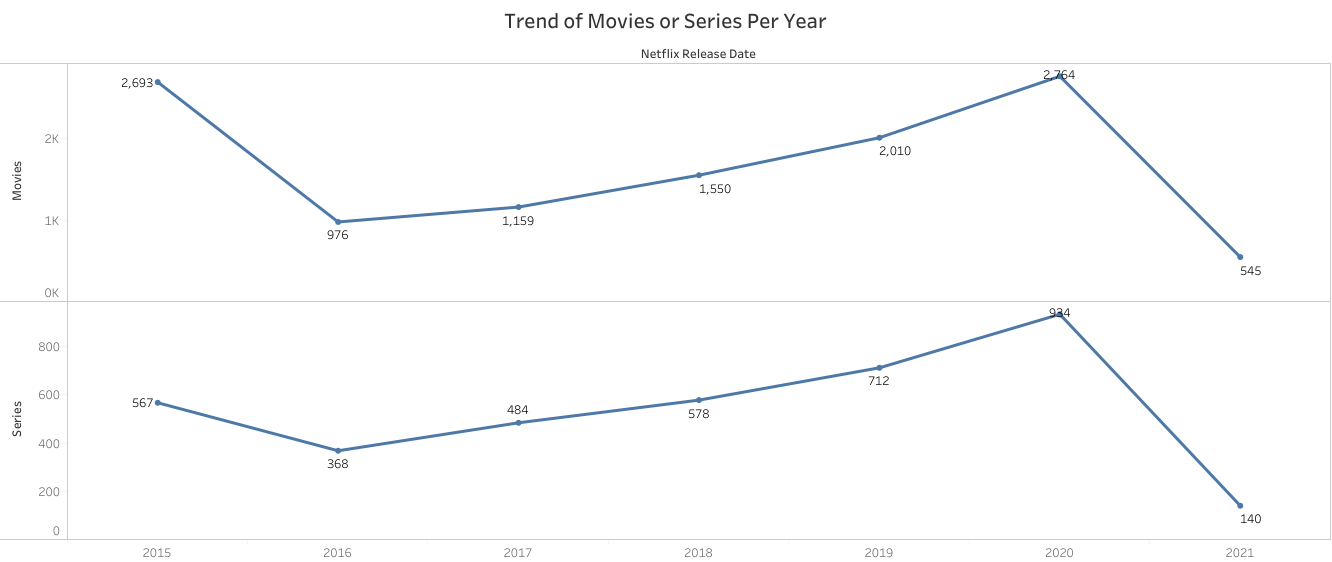 Trend of Movies or Series Per Year
Netflix Release Date
Movies
2K
1K
0K
2,693
976
1,159
1,550
2,010
2,764
545
Series
800
600
400
200
0
567
368
484
578
712
934
140
2015 2016 2017 2018 2019 2020 2021